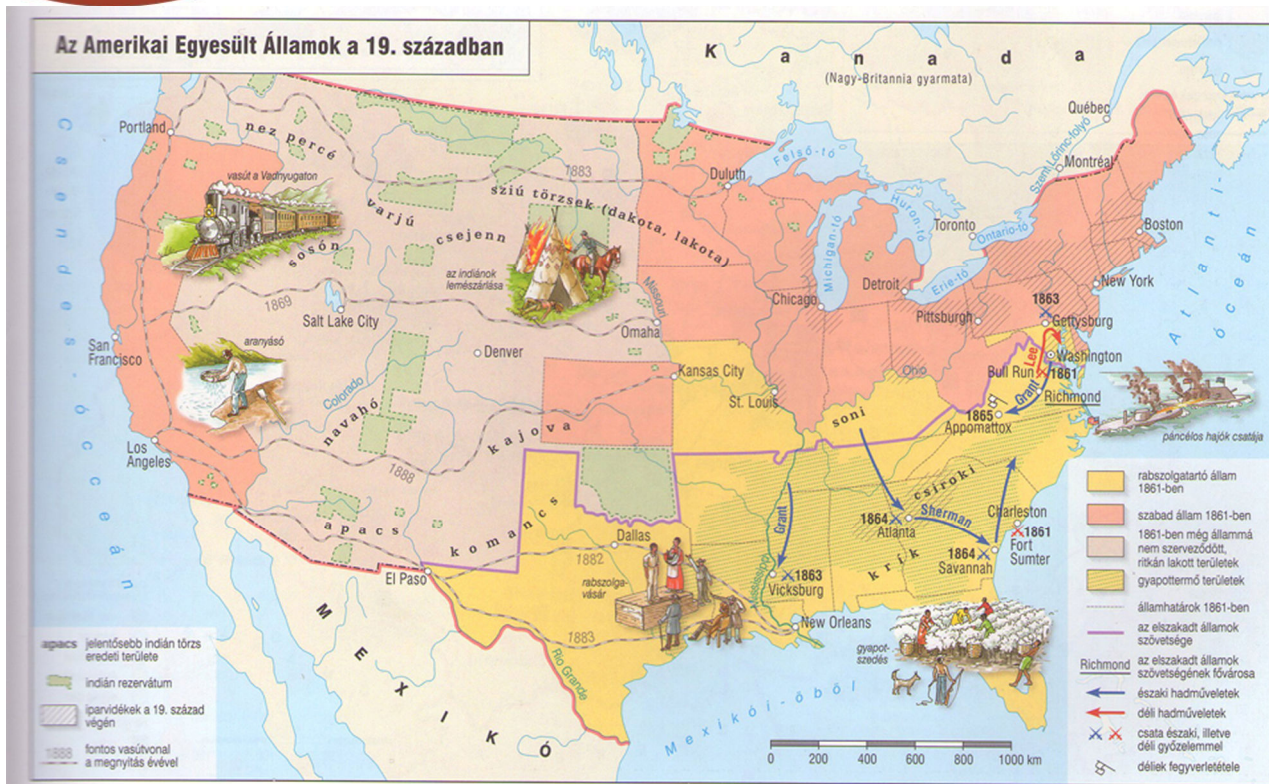 Az Amerikai Egyesült Államok a 19. században
K a n a d a
(Nagy-Britannia gyarmata)
Québec
Szent Lőrinc-folyó
Montréal
Portland
nez percé
vasút a Vadnyugaton
varjú
1883
sziú törzsek (dakota, lakota)
Duluth
Felső-tó
Huron-tó
Michigan-tó
Toronto
Ontario-tó
Boston
Csendes-óceán
Atlanti-
óceán
sosón
csejenn
az indiánok
lemészárlása
Missouri
Chicago
Detroit
Erie-tó
New York
1863
Pittsburgh
Gettysburg
1869
Salt Lake City
Omaha
San
Francisco
aranyásó
Denver
Kansas City
St. Louis
Ohio
Lee
Washington
Bull Run
1861
Grant
Richmond
1865
Appomattox
páncélos hajók csatája
Colorado
navahó
kajova
soni
Los
Angeles
1888
csiroki
Grant
1864
Atlanta
Sherman
Charleston
1861
Fort
Sumter
apacs
komancs
Dallas
1882
krik
1864
Savannah
El Paso
rabszolga-
vásár
Mississippi
1863
Vicksburg
New Orleans
1883
Rio Grande
gyapot-
szedés
MEXIKÓ
Mexikói-öböl
0 200 400 600 800 1000 km
apacs
jelentősebb indián törzs
eredeti területe
indián rezervátum
iparvidékek a 19. század
végén
1888
fontos vasútvonal
a megnyitás évével
rabszolgatartó állam
1861-ben
szabad állam 1861-ben
1861-ben még állammá
nem szerveződött,
ritkán lakott területek
gyapottermő területek
államhatárok 1861-ben
az elszakadt államok
szövetsége
Richmond
az elszakadt államok
szövetségének fővárosa
északi hadműveletek
déli hadműveletek
csata északi, illetve
déli győzelemmel
déliek fegyverletétele